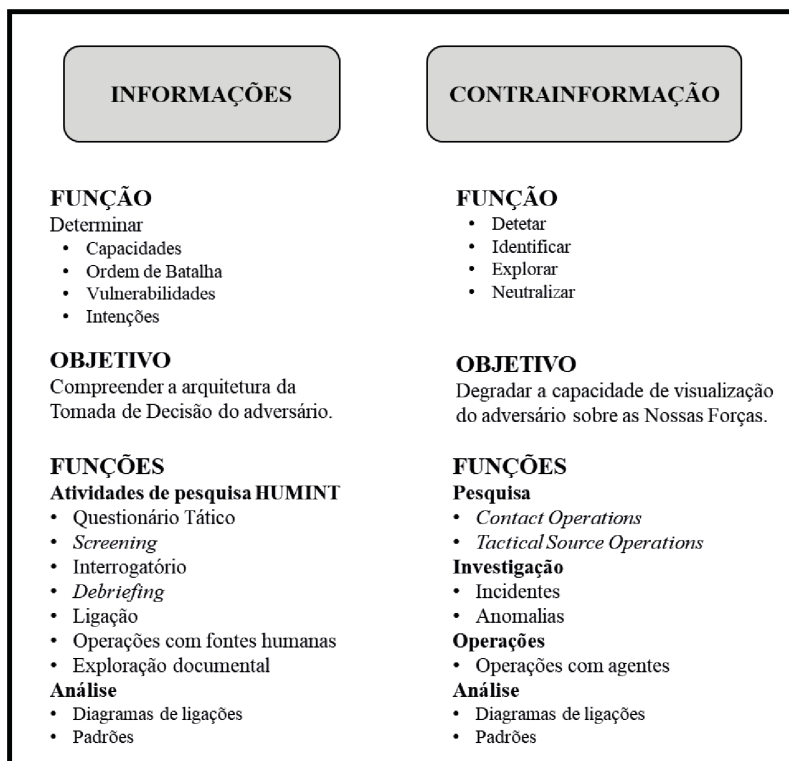 INFORMAÇÕES
FUNÇÃO
Determinar
• Capacidades
• Ordem de Batalha
• Vulnerabilidades
• Intenções
OBJETIVO
Compreender a arquitetura da
Tomada de Decisão do adversário.
FUNÇÕES
Atividades de pesquisa HUMINT
• Questionário Tático
• Screening
• Interrogatório
• Debriefing
• Ligação
• Operações com fontes humanas
• Exploração documental
Análise
• Diagramas de ligações
• Padrões
CONTRAINFORMAÇÃO
FUNÇÃO
• Detetar
• Identificar
• Explorar
• Neutralizar
OBJETIVO
Degradar a capacidade de visualização
do adversário sobre as Nossas Forças.
FUNÇÕES
Pesquisa
• Contact Operations
• Tactical Source Operations
Investigação
• Incidentes
• Anomalias
Operações
• Operações com agentes
Análise
• Diagramas de ligações
• Padrões